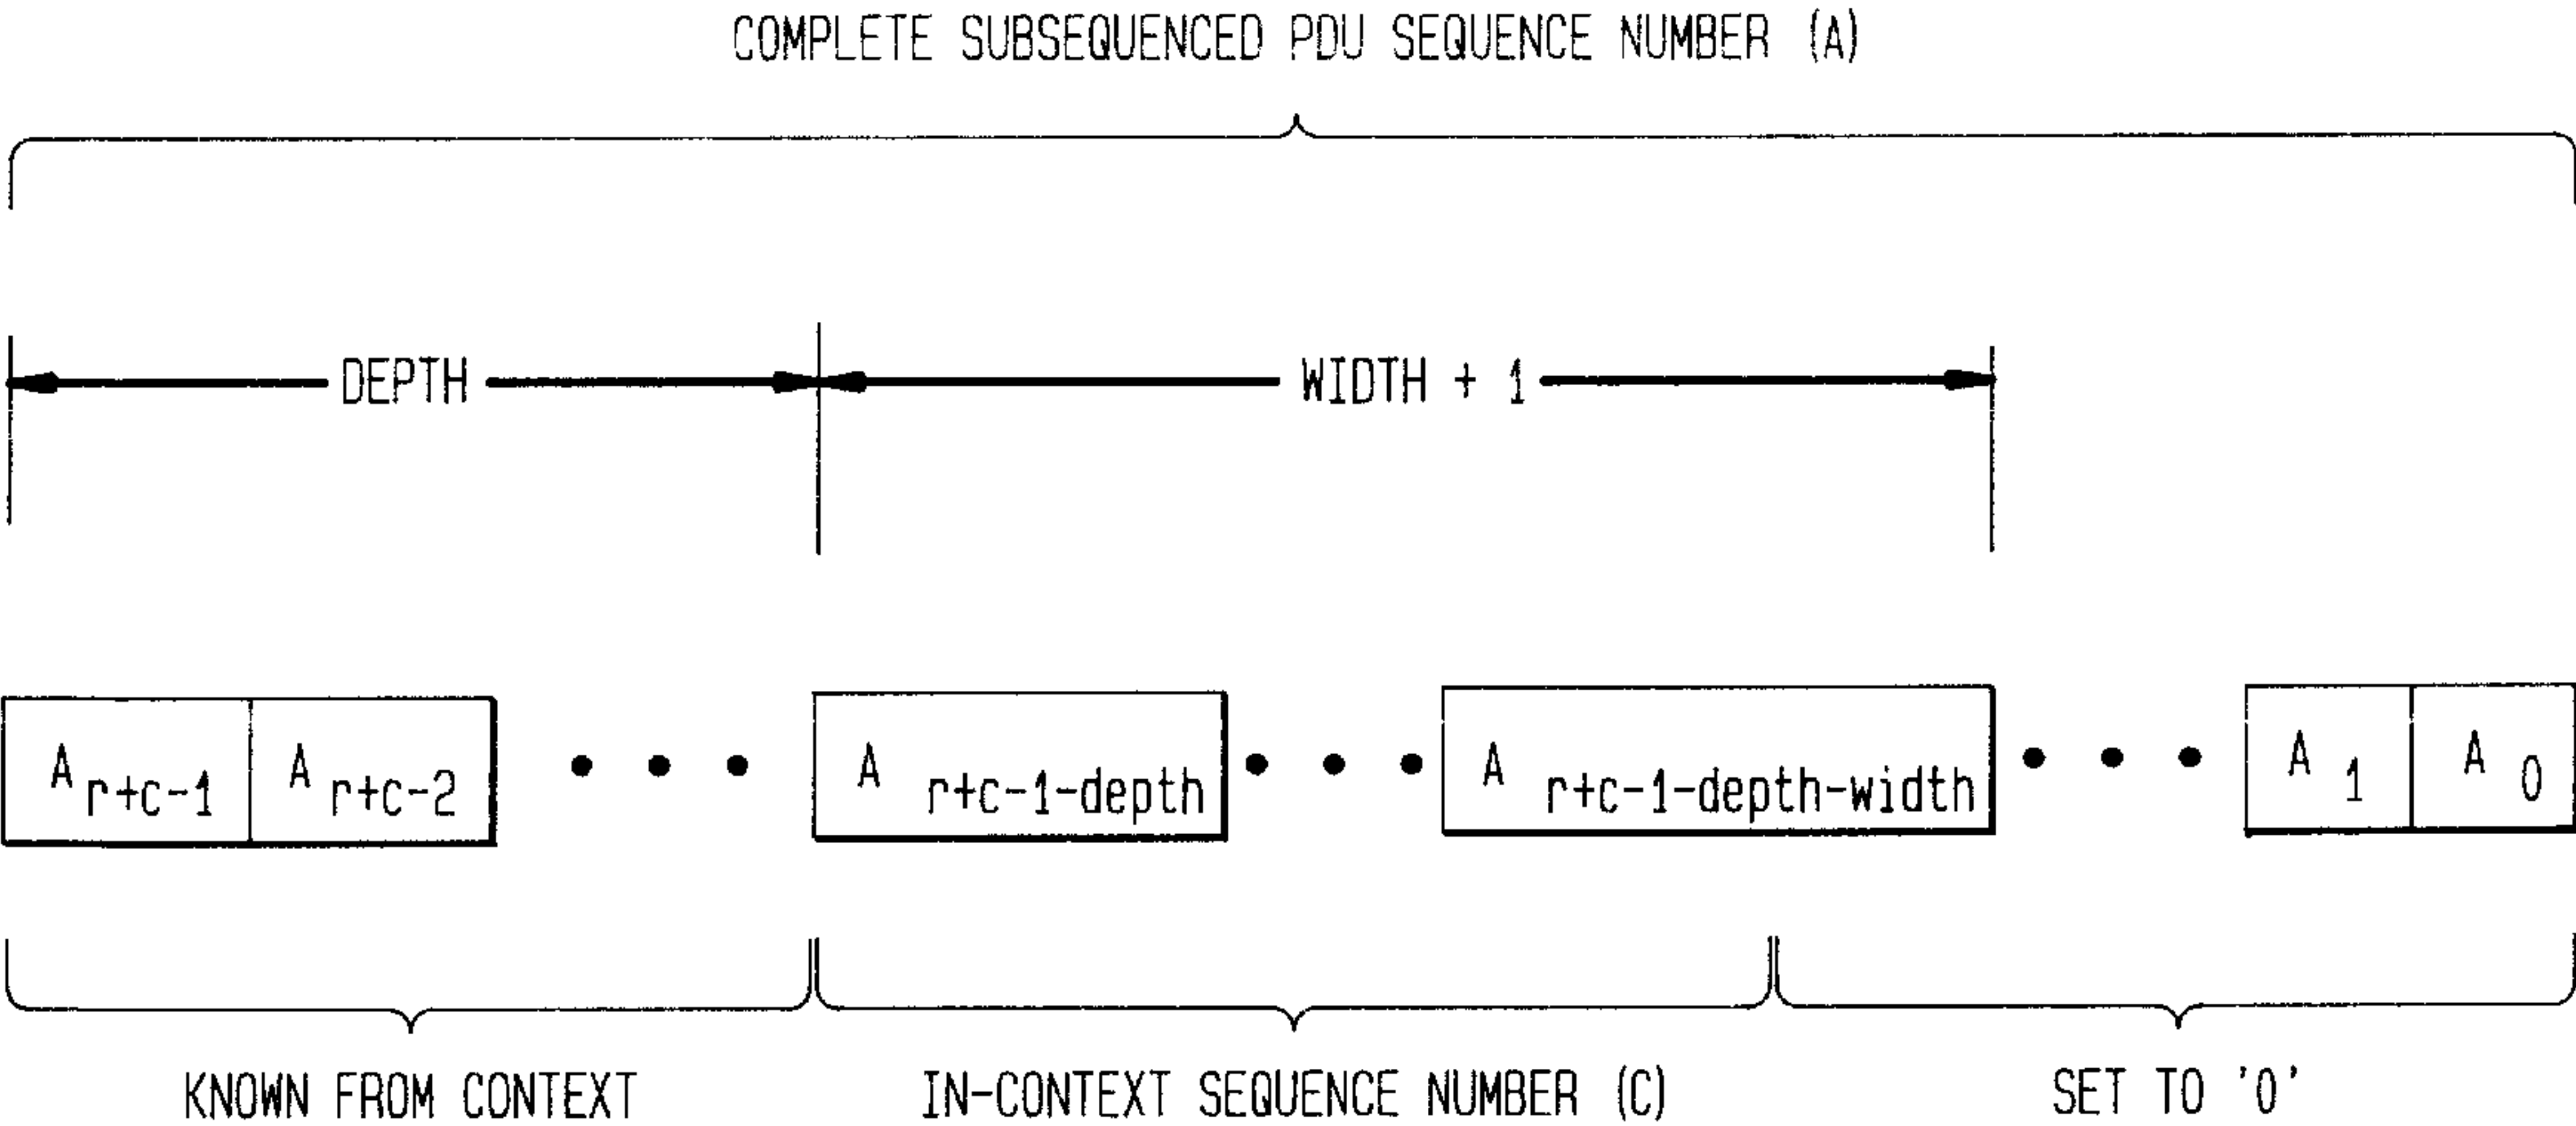 COMPLETE SUBSEQUENCED PDU SEQUENCE NUMBER (A)
DEPTH WIDTH + 1
A r+c-1 A r+c-2 • • • A r+c-1-depth • • • A r+c-1-depth-width • • • A 1 A 0
KNOWN FROM CONTEXT IN-CONTEXT SEQUENCE NUMBER (C) SET TO '0'